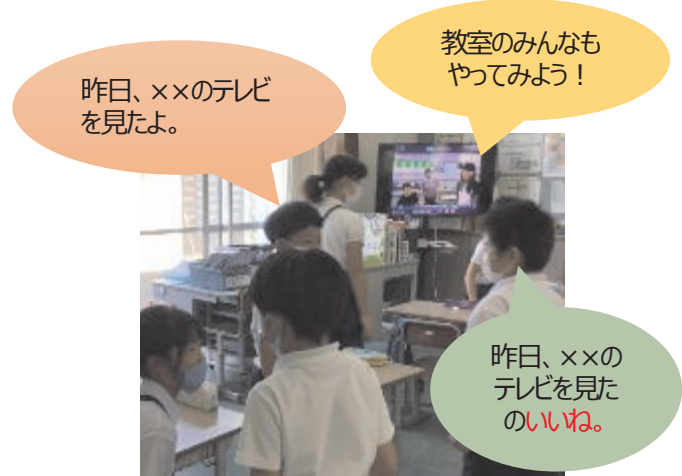 昨日、××のテレビ
を見たよ。
教室のみんなも
やってみよう！
昨日、××の
テレビを見た
のいいね。